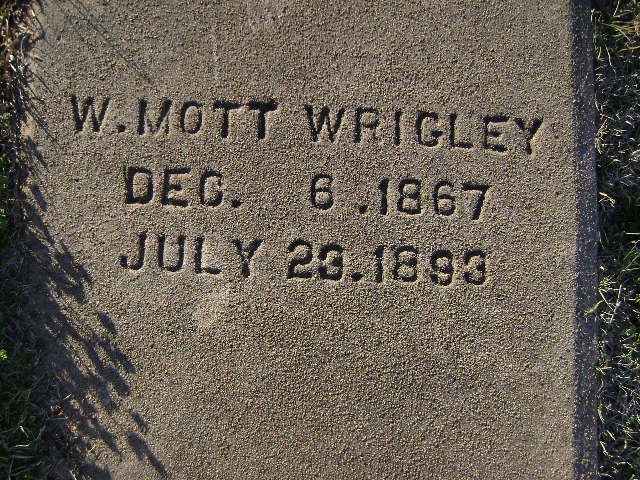 W. MOTT WRIGLEY
DEC. 6. 1867
JULY 23. 1893